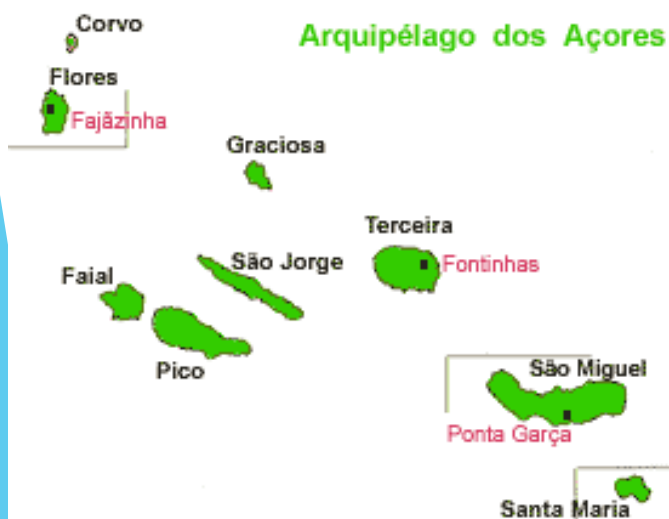 Corvo
Arquipélago dos Açores
Flores
Fajãzinha
Graciosa
Terceira
Fontinhas
São Jorge
Faial
Pico
São Miguel
Ponta Garça
Santa Maria